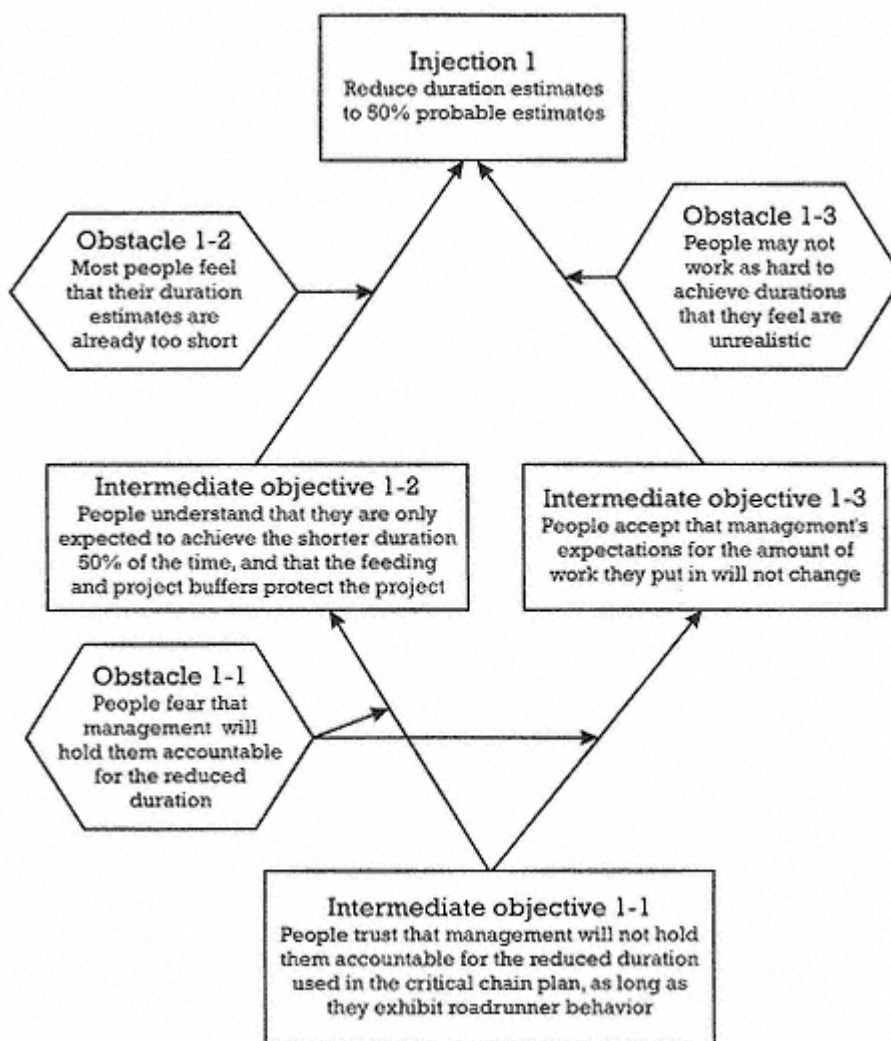 Injection 1
Reduce duration estimates
to 50% probable estimates
Obstacle 1-2
Most people feel
that their duration
estimates are
already too short
Obstacle 1-3
People may not
work as hard to
achieve durations
that they feel are
unrealistic
Intermediate objective 1-2
People understand that they are only
expected to achieve the shorter duration
50% of the time, and that the feeding
and project buffers protect the project
Intermediate objective 1-3
People accept that management's
expectations for the amount of
work they put in will not change
Obstacle 1-1
People fear that
management will
hold them accountable
for the reduced
duration
Intermediate objective 1-1
People trust that management will not hold
them accountable for the reduced duration
used in the critical chain plan, as long as
they exhibit roadrunner behavior